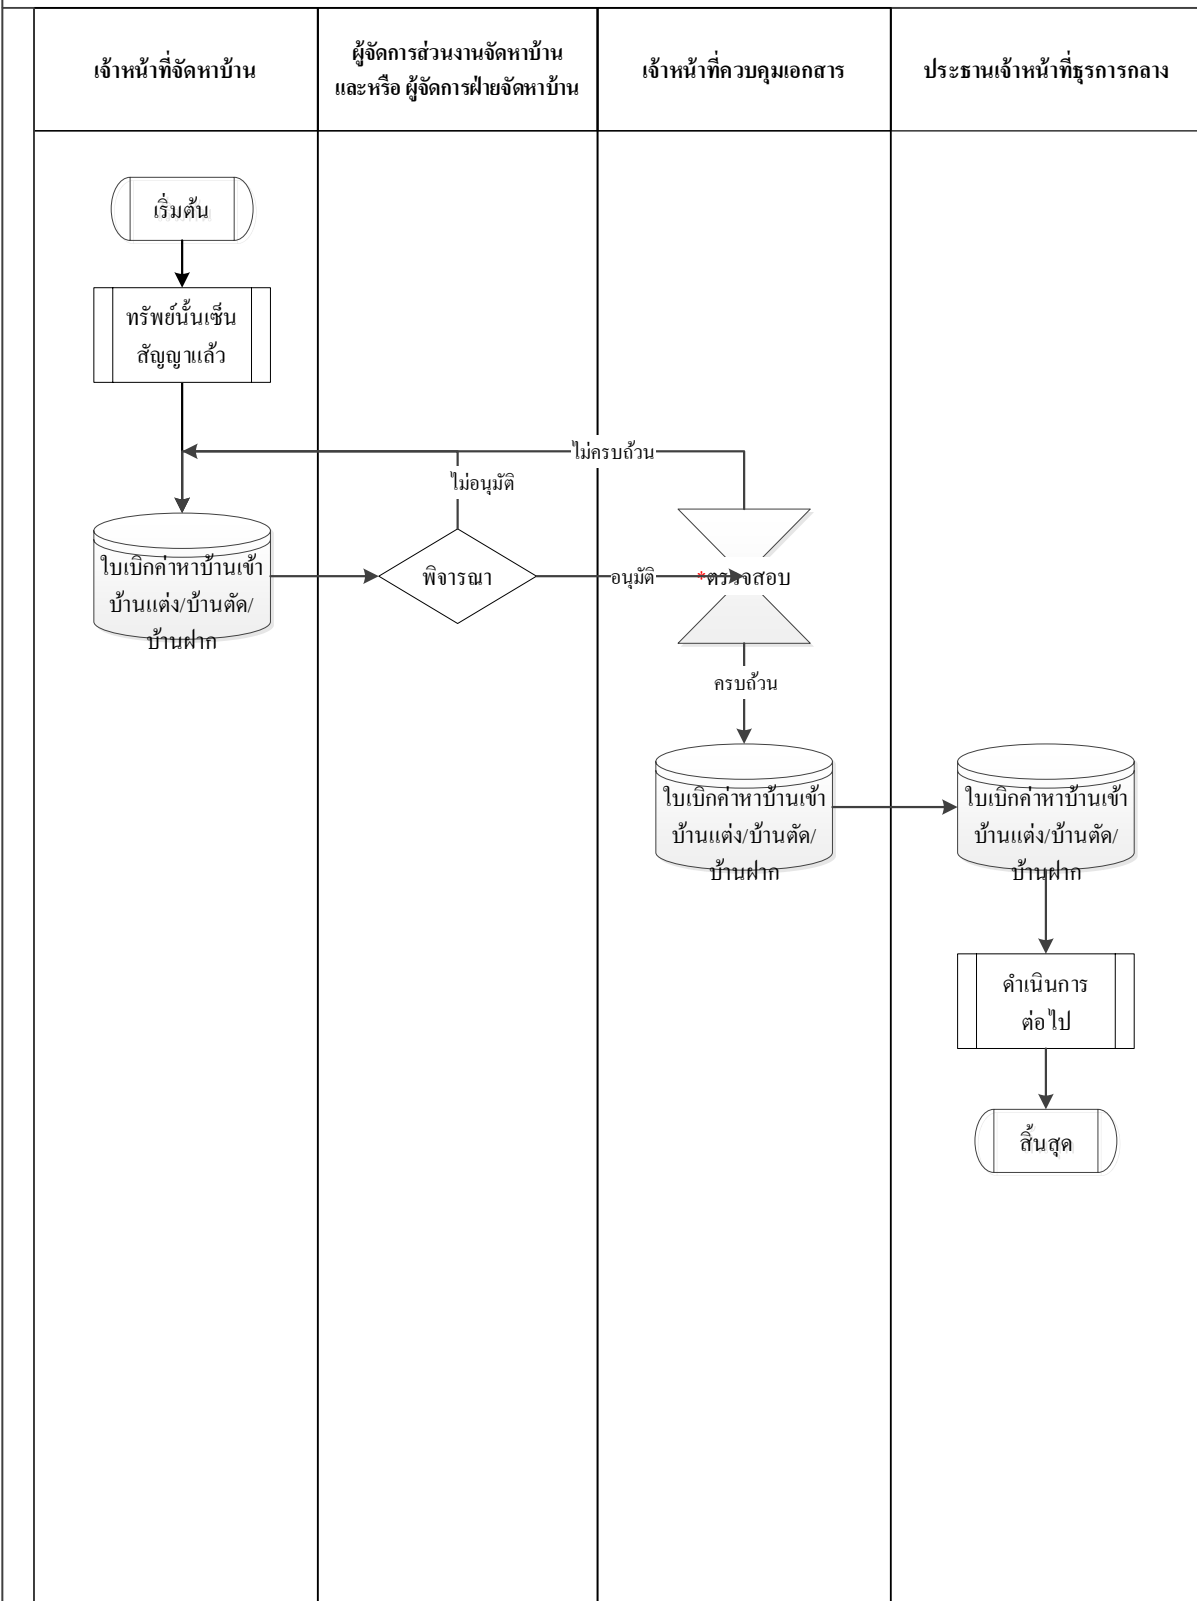 เจ้าหน้าที่จัดหาบ้าน
ผู้จัดการส่วนงานจัดหาบ้าน
และหรือ ผู้จัดการฝ่ายจัดหาบ้าน
เจ้าหน้าที่ควบคุมเอกสาร
ประธานเจ้าหน้าที่ธุรการกลาง
เริ่มต้น
ทรัพย์นั้นเซ็น
สัญญาแล้ว
ไม่ครบถ้วน
ไม่อนุมัติ
ใบเบิกค่าหาบ้านเข้า
บ้านแต่ง/บ้านตัด/
บ้านฝาก
พิจารณา
อนุมัติ
*ตรวจสอบ
ครบถ้วน
ใบเบิกค่าหาบ้านเข้า
บ้านแต่ง/บ้านตัด/
บ้านฝาก
ใบเบิกค่าหาบ้านเข้า
บ้านแต่ง/บ้านตัด/
บ้านฝาก
ดำเนินการ
ต่อไป
สิ้นสุด